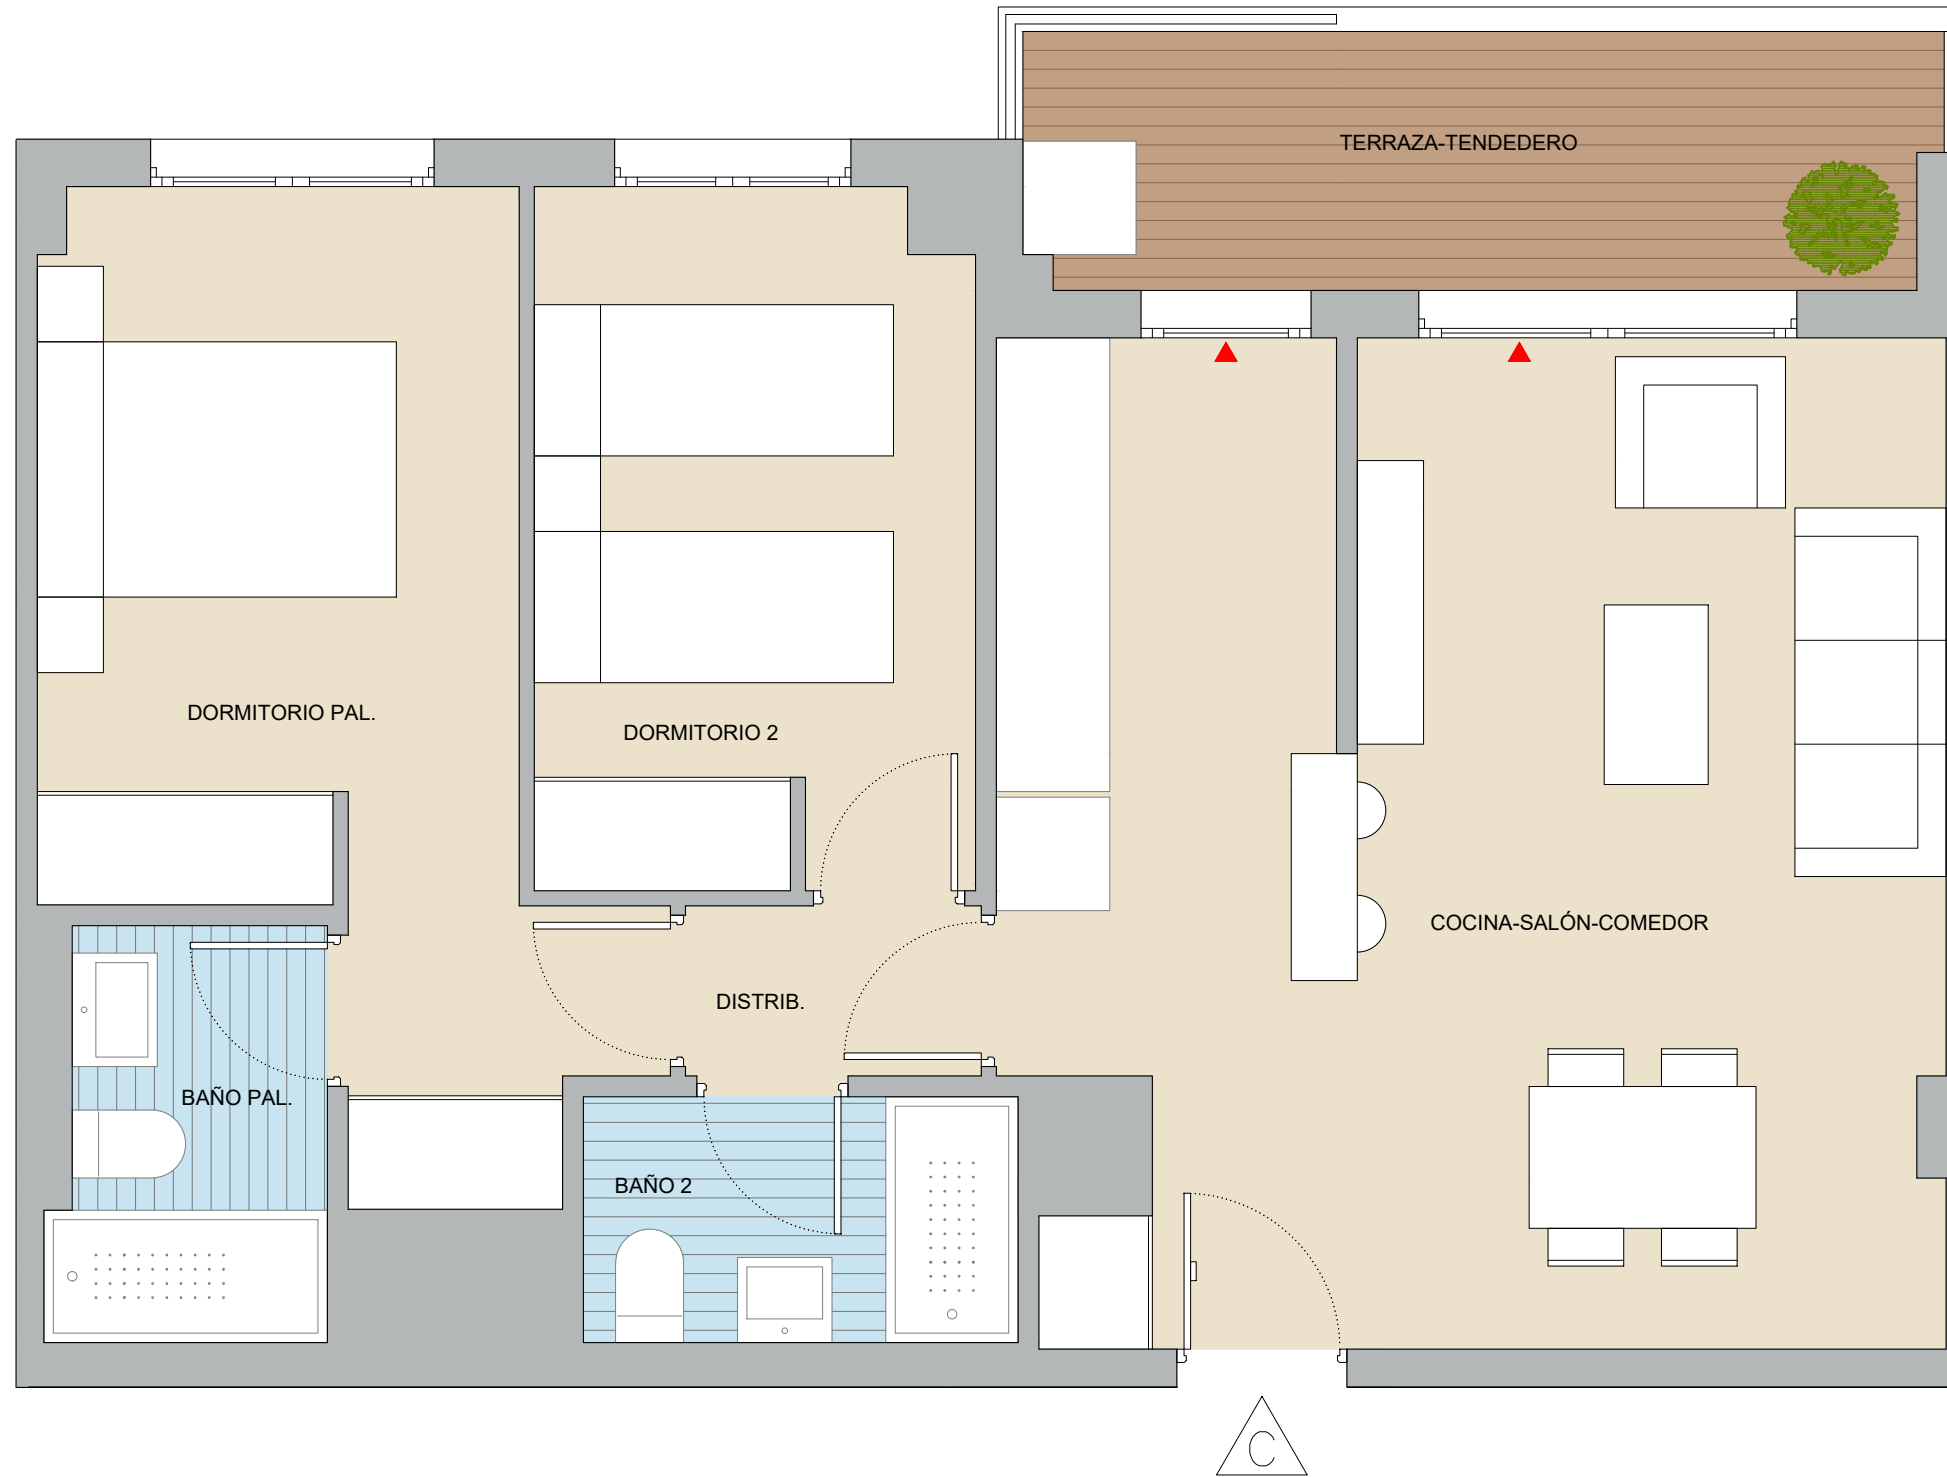 TERRAZA-TENDEDERO
DORMITORIO PAL.
DORMITORIO 2
COCINA-SALÓN-COMEDOR
DISTRIB.
BAÑO PAL.
BAÑO 2
C